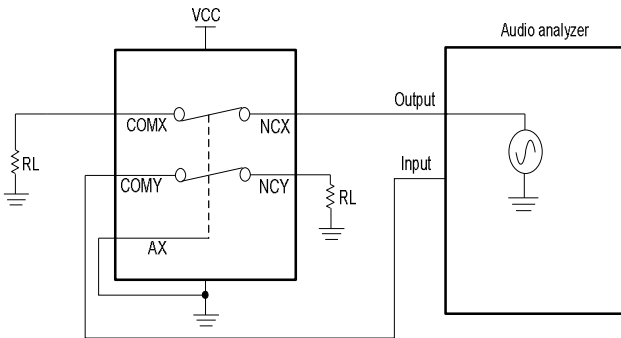 VCC
Audio analyzer
Output
COMX
NCX
RL
Input
COMY
NCY
RL
AX